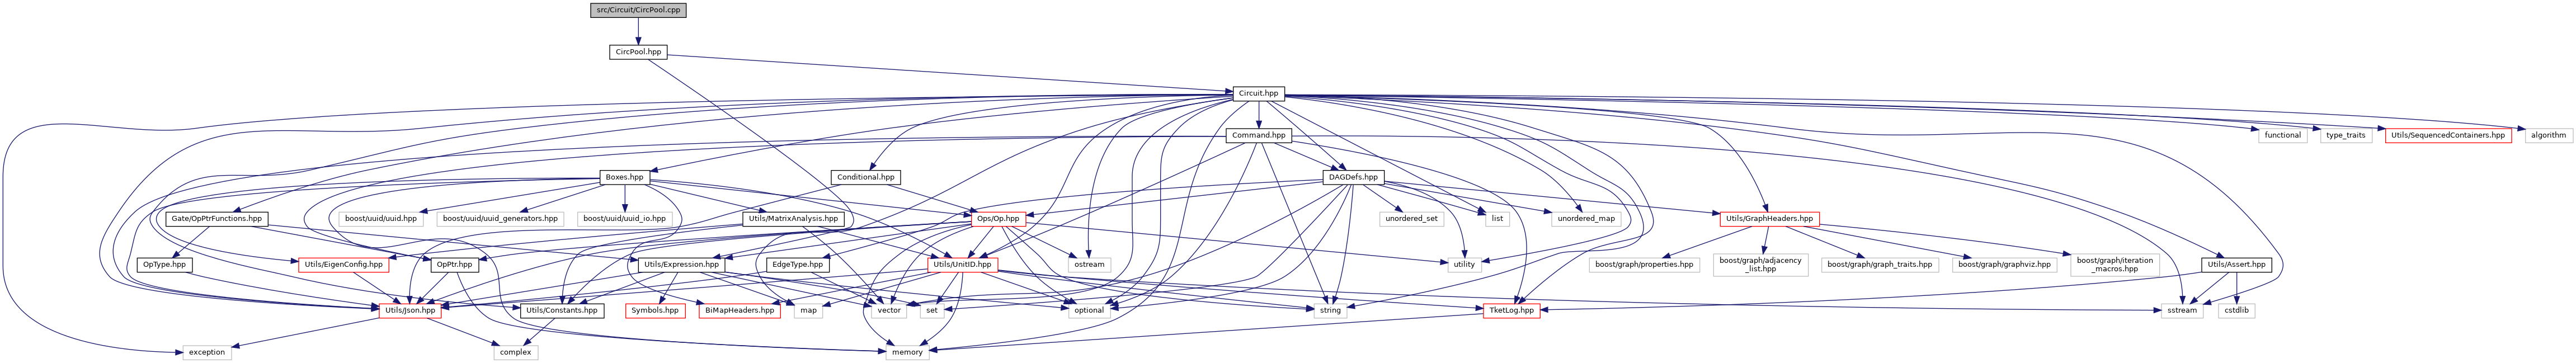 src/Circuit/CircPool.cpp
CircPool.hpp
Circuit.hpp
Command.hpp
functional
type_traits
Utils/SequencedContainers.hpp
algorithm
Boxes.hpp
Conditional.hpp
DAGDefs.hpp
Gate/OpPtrFunctions.hpp
boost/uuid/uuid.hpp
boost/uuid/uuid_generators.hpp
boost/uuid/uuid_io.hpp
Utils/MatrixAnalysis.hpp
Ops/Op.hpp
unordered_set
list
unordered_map
Utils/GraphHeaders.hpp
OpType.hpp
Utils/EigenConfig.hpp
OpPtr.hpp
Utils/Expression.hpp
EdgeType.hpp
Utils/UnitID.hpp
ostream
utility
boost/graph/properties.hpp
boost/graph/adjacency
_list.hpp
boost/graph/graph_traits.hpp
boost/graph/graphviz.hpp
boost/graph/iteration
_macros.hpp
Utils/Assert.hpp
Utils/Json.hpp
Utils/Constants.hpp
Symbols.hpp
BiMapHeaders.hpp
map
vector
set
optional
string
TketLog.hpp
sstream
cstdlib
exception
complex
memory